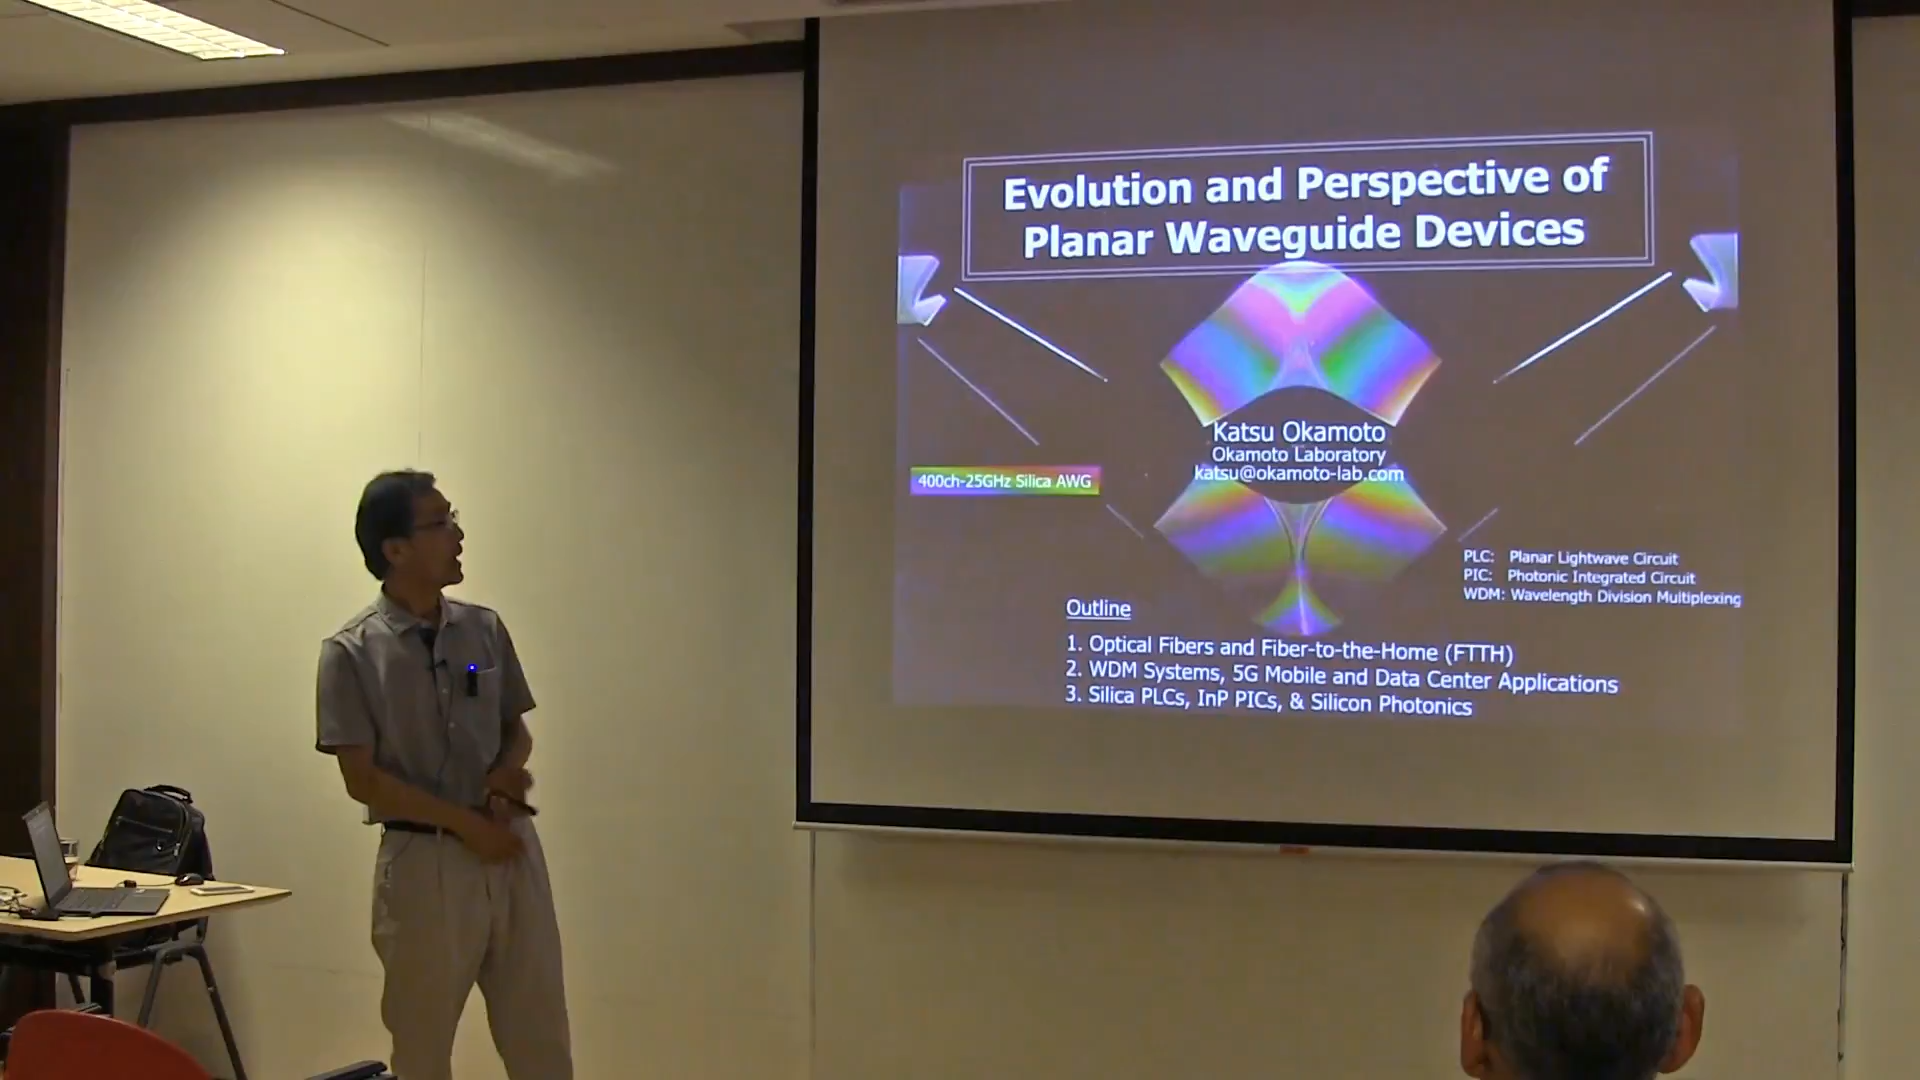 Evolution and Perspective of
Planar Waveguide Devices
Katsu Okamoto
Okamoto Laboratory
katsu@okamoto-lab.com
400ch-25GHz Silica AWG
PLC: Planar Lightwave Circuit
PIC: Photonic Integrated Circuit
WDM: Wavelength Division Multiplexing
Outline
1. Optical Fibers and Fiber-to-the-Home (FTTH)
2. WDM Systems, 5G Mobile and Data Center Applications
3. Silica PLCs, InP PICs, & Silicon Photonics